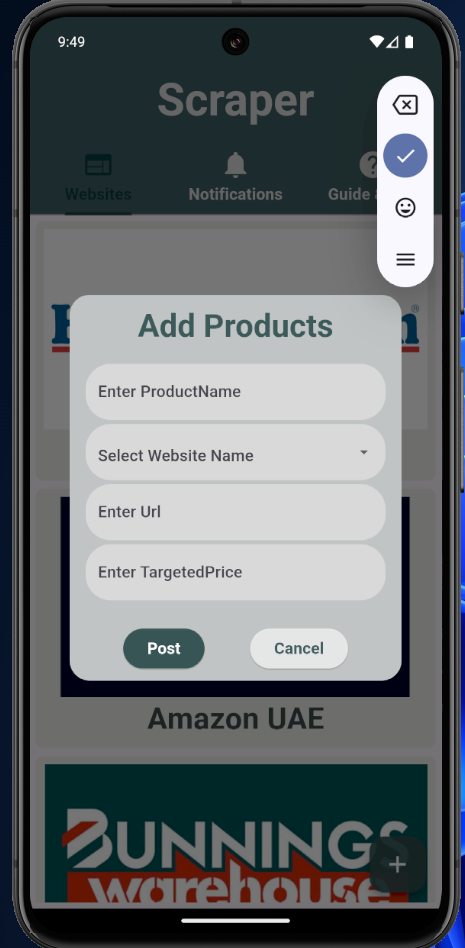 9:49
Scraper
Websites
Notifications
Guide &
Add Products
Enter ProductName
Select Website Name
Enter Url
Enter TargetedPrice
Post
Cancel
Amazon UAE
BUNNINGS
warehouse